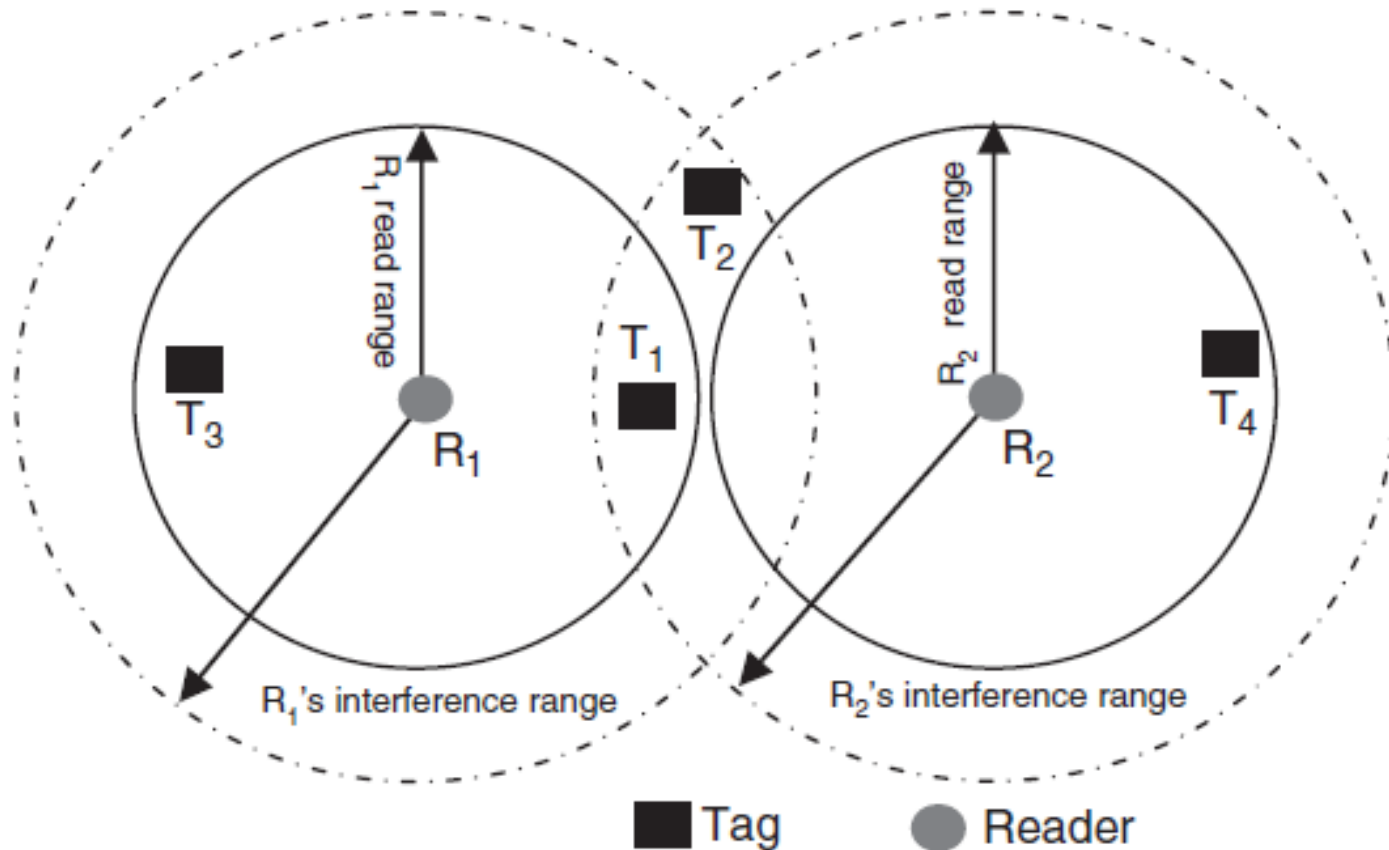 R₁ read range
R₂ read range
T₂
T₁
T₃
T₄
R₁
R₂
R₁'s interference range
R₂'s interference range
Tag
Reader